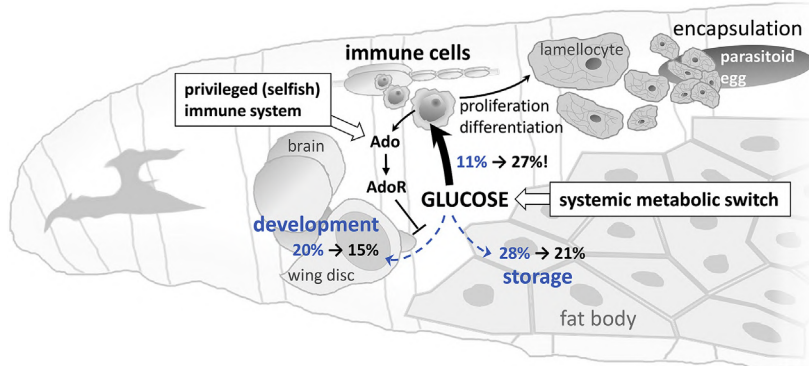 encapsulation
immune cells
lamellocyte
parasitoid
egg
privileged (selfish)
immune system
proliferation
differentiation
Ado
brain
11% → 27%!
AdoR
GLUCOSE
systemic metabolic switch
development
20% → 15%
28% → 21%
wing disc
storage
fat body